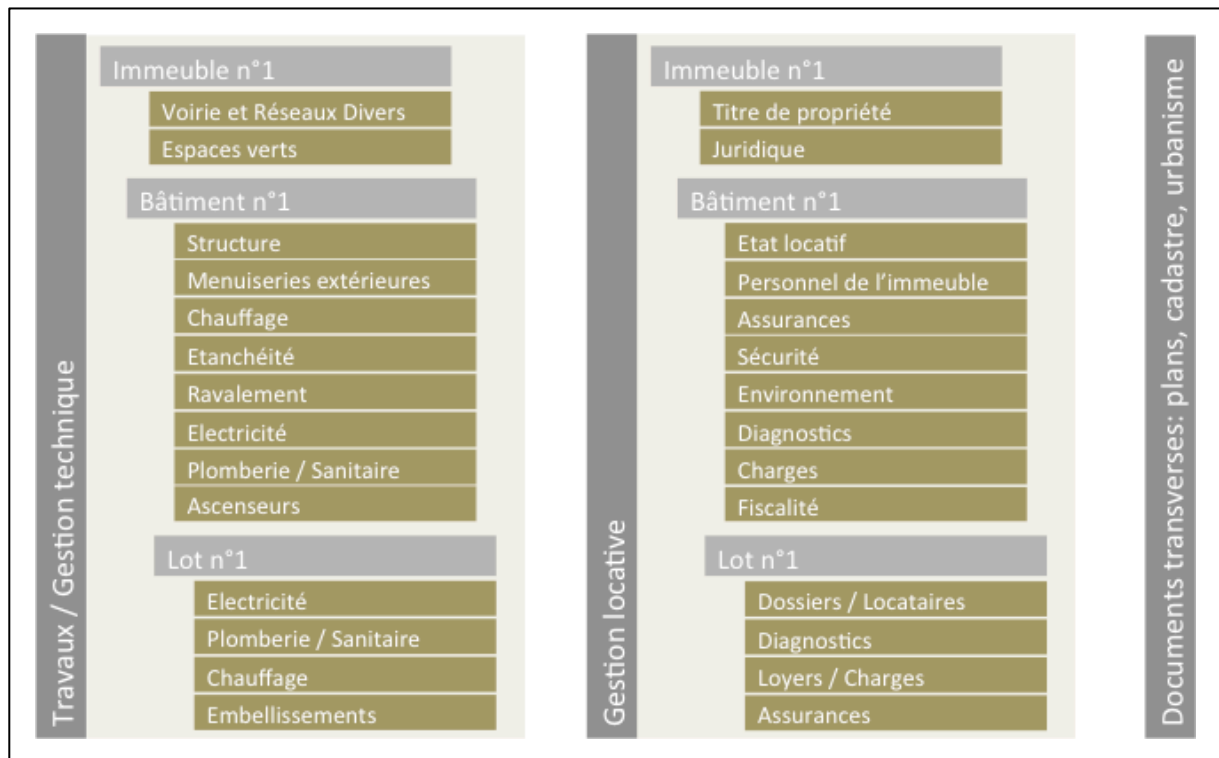 Travaux / Gestion technique
Immeuble n°1
Voirie et Réseaux Divers
Espaces verts
Bâtiment n°1
Structure
Menuiseries extérieures
Chauffage
Etanchéité
Ravalement
Electricité
Plomberie / Sanitaire
Ascenseurs
Lot n°1
Electricité
Plomberie / Sanitaire
Chauffage
Embellissements
Gestion locative
Immeuble n°1
Titre de propriété
Juridique
Bâtiment n°1
Etat locatif
Personnel de l’immeuble
Assurances
Sécurité
Environnement
Diagnostics
Charges
Fiscalité
Lot n°1
Dossiers / Locataires
Diagnostics
Loyers / Charges
Assurances
Documents transverses: plans, cadastre, urbanisme